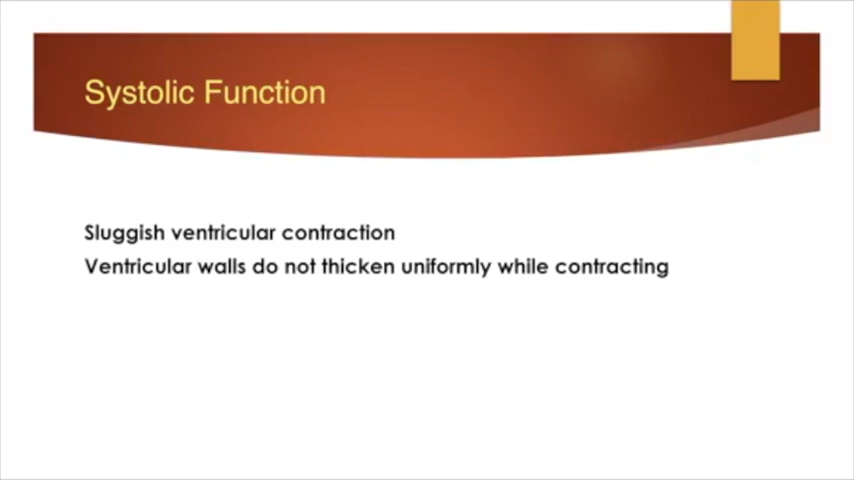 Systolic Function
Sluggish ventricular contraction
Ventricular walls do not thicken uniformly while contracting